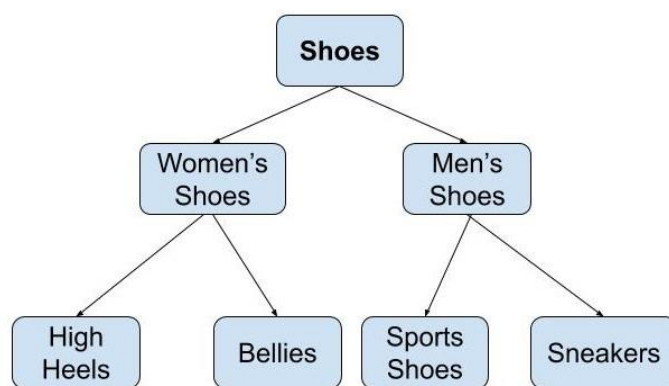 Shoes
Women's
Shoes
Men's
Shoes
High
Heels
Bellies
Sports
Shoes
Sneakers